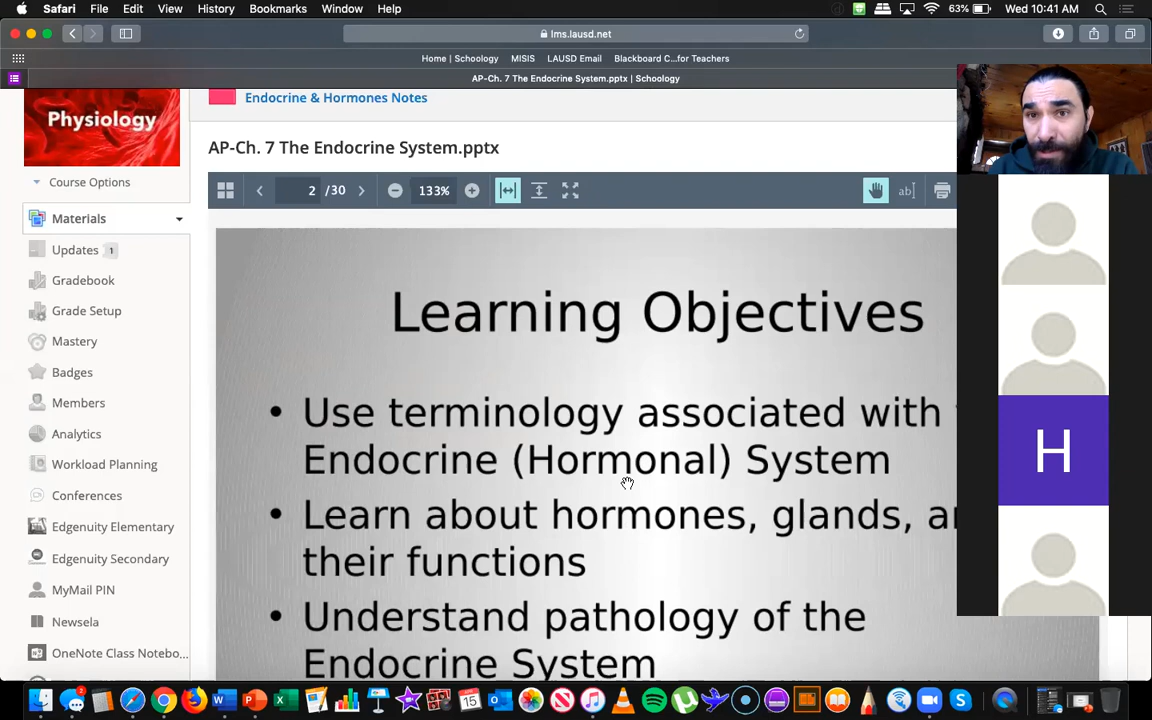 Safari File Edit View History Bookmarks Window Help 63% Wed 10:41 AM
lms.lausd.net
Home | Schoology MISIS LAUSD Email Blackboard C...for Teachers
AP-Ch. 7 The Endocrine System.pptx | Schoology
Physiology
Endocrine & Hormones Notes
AP-Ch. 7 The Endocrine System.pptx
2 /30 133% ab
Course Options
Materials
Updates 1
Gradebook
Grade Setup
Mastery
Badges
Members
Analytics
Workload Planning
Conferences
Edgenuity Elementary
Edgenuity Secondary
MyMail PIN
Newsela
OneNote Class Notebo...
Learning Objectives
• Use terminology associated with
Endocrine (Hormonal) System
• Learn about hormones, glands,
their functions
• Understand pathology of the
Endocrine System
H